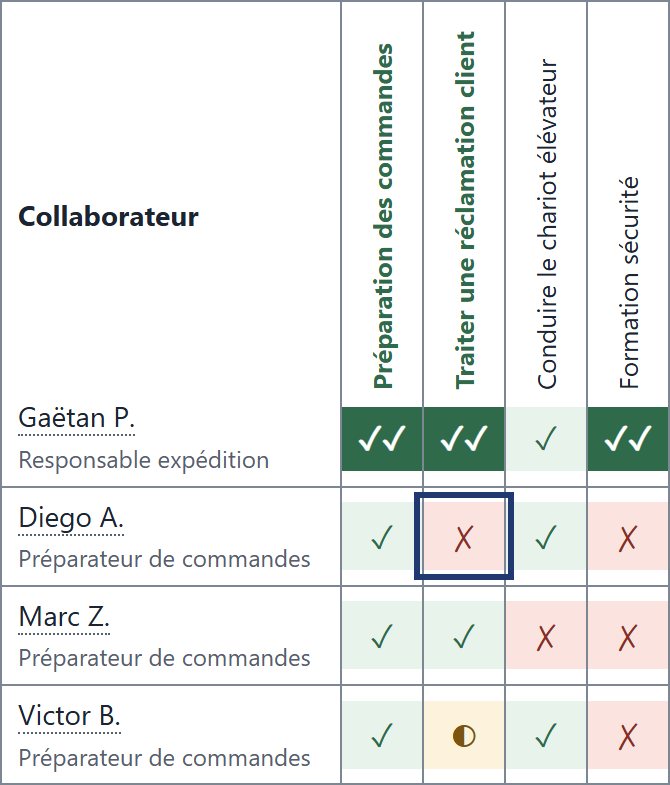 Collaborateur
Préparation des commandes
Traiter une réclamation client
Conduire le chariot élévateur
Formation sécurité
Gaëtan P.
Responsable expédition
✓✓ ✓✓ ✓ ✓✓
Diego A.
Préparateur de commandes
✓ ✗ ✓ ✗
Marc Z.
Préparateur de commandes
✓ ✓ ✗ ✗
Victor B.
Préparateur de commandes
✓ ◐ ✓ ✗